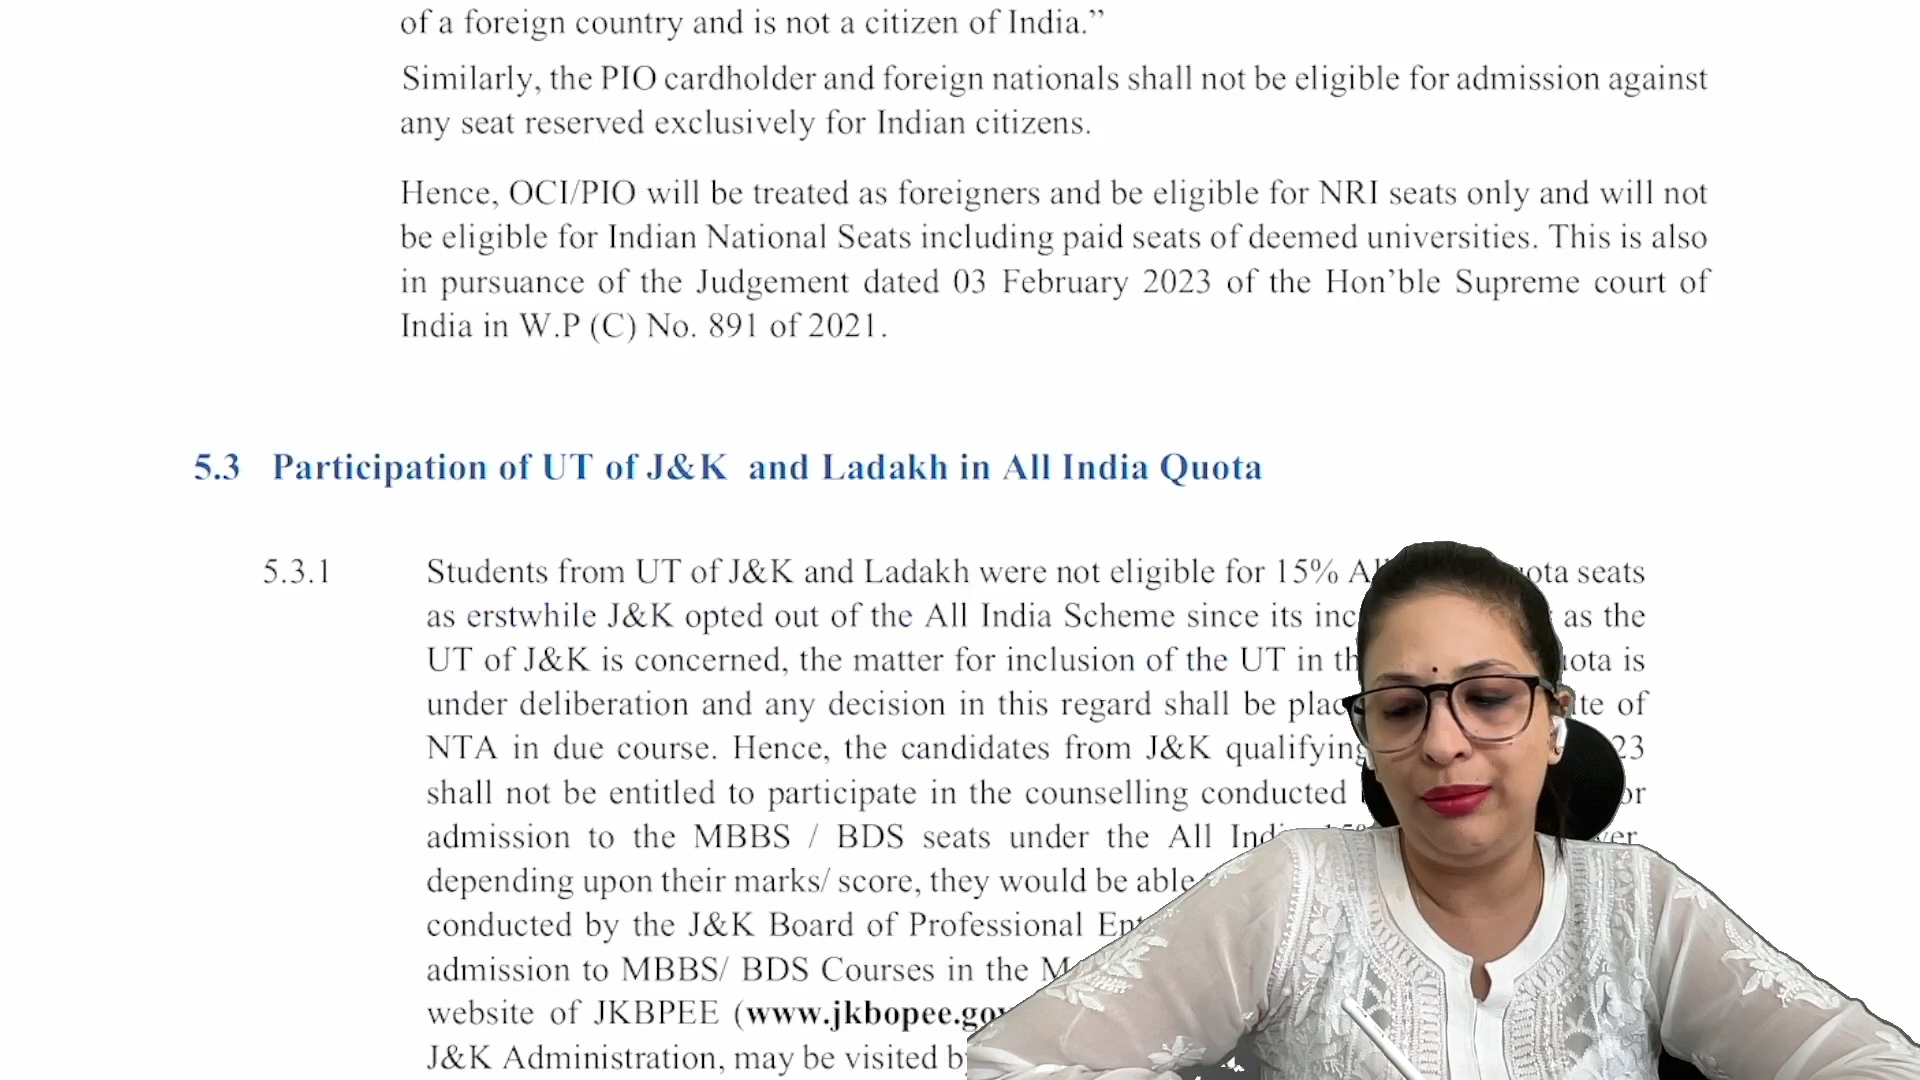 of a foreign country and is not a citizen of India.”
Similarly, the PIO cardholder and foreign nationals shall not be eligible for admission against
any seat reserved exclusively for Indian citizens.
Hence, OCI/PIO will be treated as foreigners and be eligible for NRI seats only and will not
be eligible for Indian National Seats including paid seats of deemed universities. This is also
in pursuance of the Judgement dated 03 February 2023 of the Hon’ble Supreme court of
India in W.P (C) No. 891 of 2021.
5.3 Participation of UT of J&K and Ladakh in All India Quota
5.3.1 Students from UT of J&K and Ladakh were not eligible for 15% seats
as erstwhile J&K opted out of the All India Scheme since its as the
UT of J&K is concerned, the matter for inclusion of the UT in is
under deliberation and any decision in this regard shall be of
NTA in due course. Hence, the candidates from J&K qualifying
shall not be entitled to participate in the counselling conducted
admission to the MBBS / BDS seats under the All
depending upon their marks/ score, they would be able
conducted by the J&K Board of Professional
admission to MBBS/ BDS Courses in the
website of JKBPEE (www.jkbopee.gov
J&K Administration, may be visited